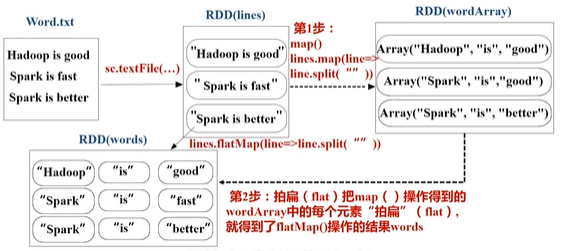 Word.txt
Hadoop is good
Spark is fast
Spark is better
sc.textFile(…)
RDD(lines)
"Hadoop is good"
" Spark is fast"
"Spark is better"
第1步：
map()
lines.map(line=>
line.split(“”))
RDD(wordArray)
Array("Hadoop", "is", "good")
Array("Spark", "is","good")
Array("Spark", "is", "better")
lines.flatMap(line=>line.split(“”))
RDD(words)
“Hadoop” “is” “good”
“Spark” “is” “fast”
“Spark” “is” “better”
第2步：拍扁（flat）把map（）操作得到的
wordArray中的每个元素“拍扁”（flat），
就得到了flatMap()操作的结果words